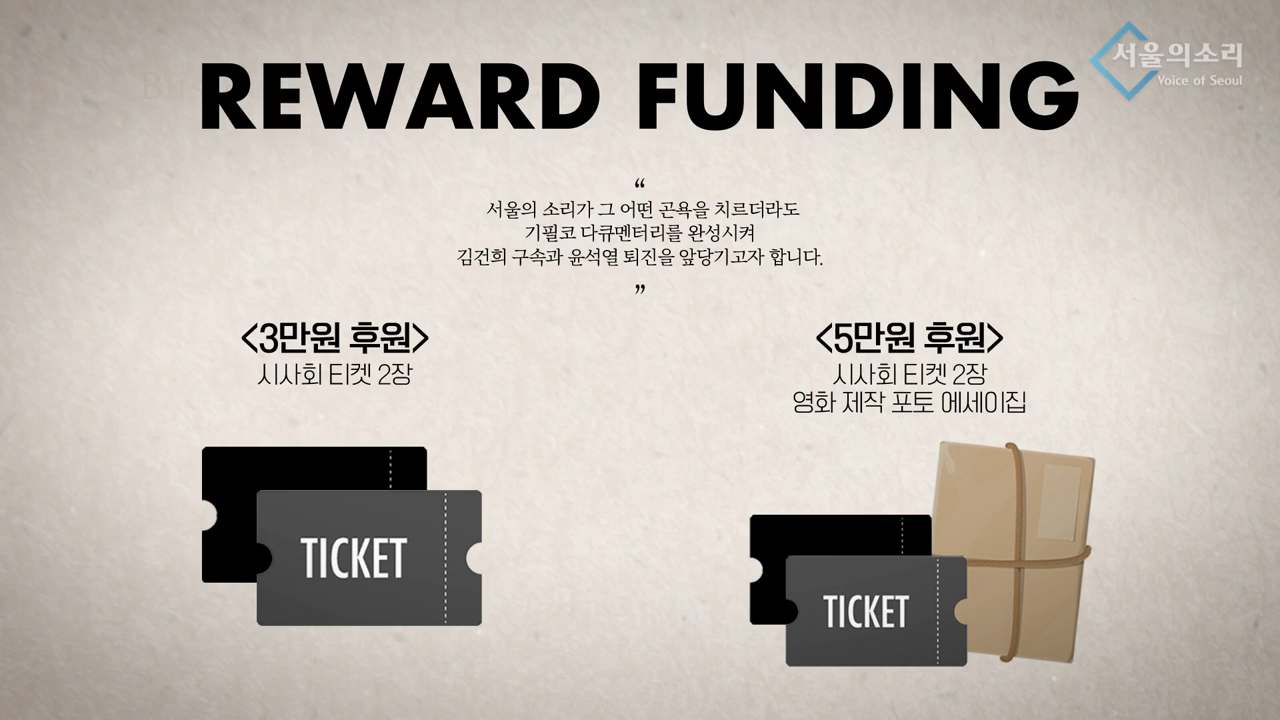 REWARD FUNDING
서울의소리
Voice of Seoul
“
서울의 소리가 그 어떤 곤욕을 치르더라도
기필코 다큐멘터리를 완성시켜
김건희 구속과 윤석열 퇴진을 앞당기고자 합니다.
”
<3만원 후원>
시사회 티켓 2장
<5만원 후원>
시사회 티켓 2장
영화 제작 포토 에세이집
TICKET
TICKET